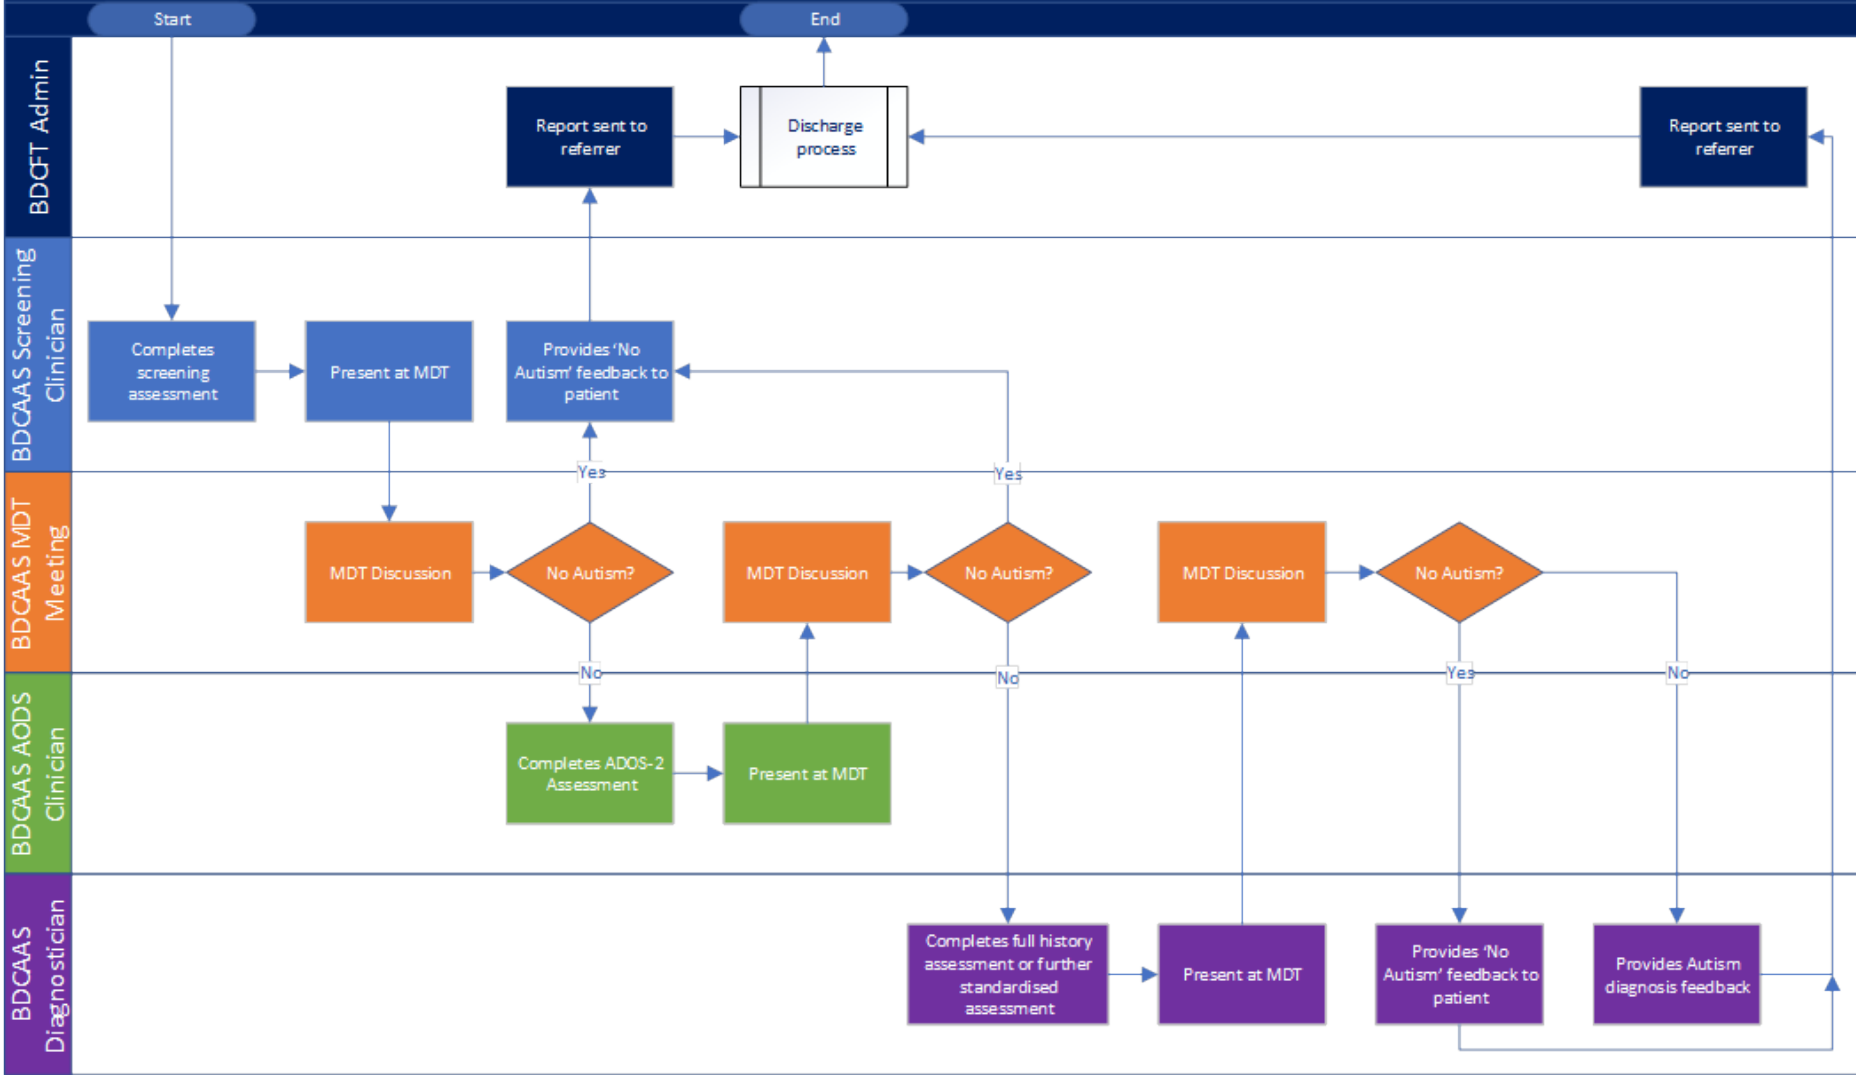 Start
End
BDCFT Admin
Report sent to
referrer
Discharge
process
Report sent to
referrer
BDCAAS Screening
Clinician
Completes
screening
assessment
Present at MDT
Provides ‘No
Autism’ feedback to
patient
Yes
Yes
BDCAAS MDT
Meeting
MDT Discussion
No Autism?
MDT Discussion
No Autism?
MDT Discussion
No Autism?
No
No
Yes
No
BDCAAS AODS
Clinician
Completes ADOS-2
Assessment
Present at MDT
BDCAAS
Diagnostician
Completes full history
assessment or further
standardised
assessment
Present at MDT
Provides ‘No
Autism’ feedback to
patient
Provides Autism
diagnosis feedback